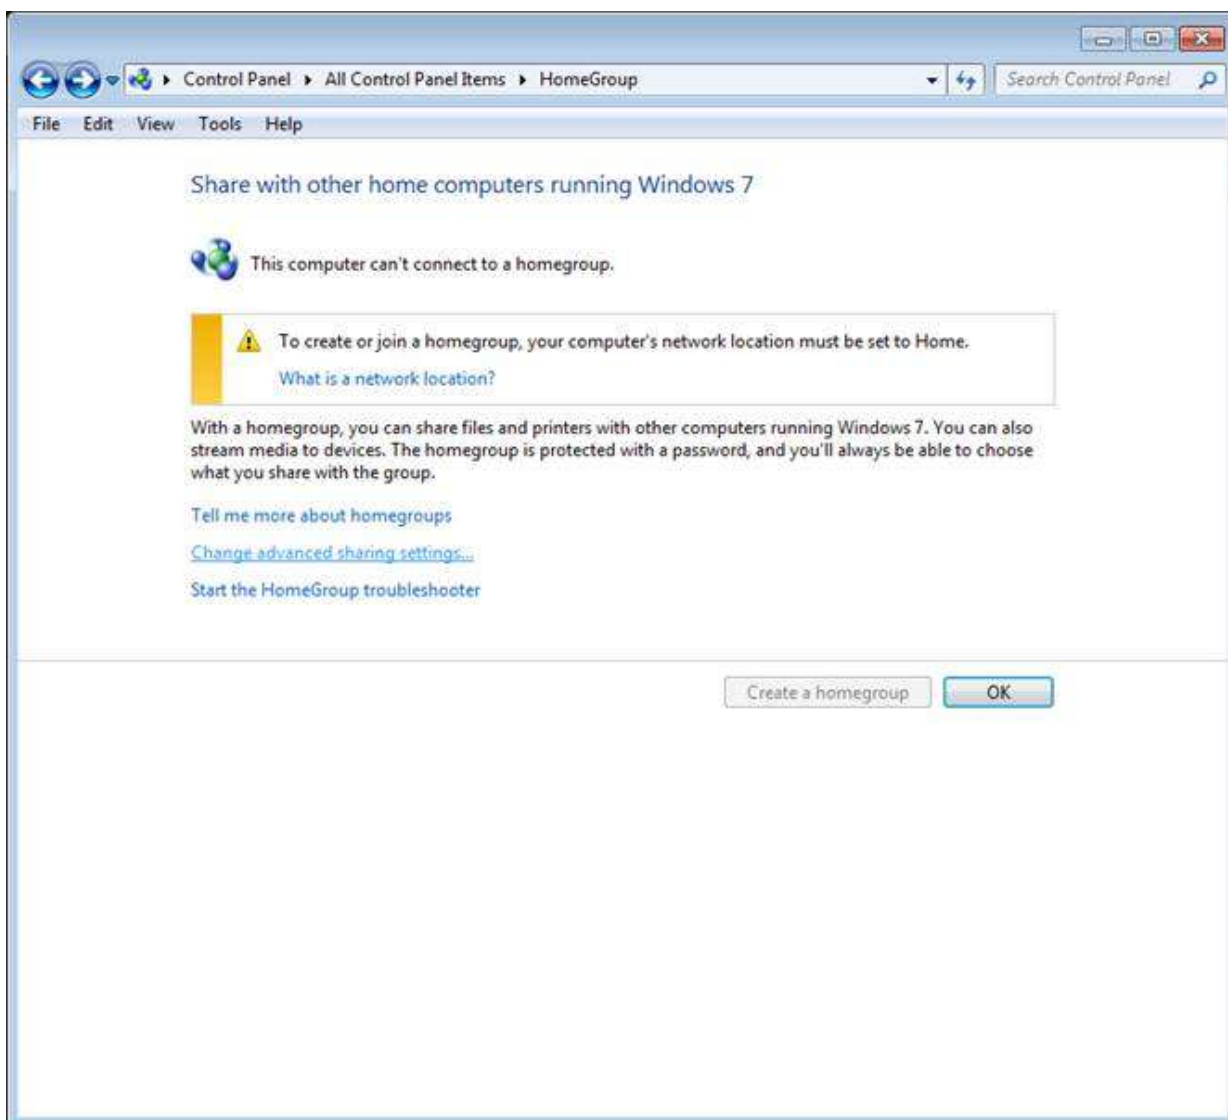 Control Panel ▸ All Control Panel Items ▸ HomeGroup
Search Control Panel
File Edit View Tools Help
Share with other home computers running Windows 7
This computer can't connect to a homegroup.
To create or join a homegroup, your computer's network location must be set to Home.
What is a network location?
With a homegroup, you can share files and printers with other computers running Windows 7. You can also
stream media to devices. The homegroup is protected with a password, and you'll always be able to choose
what you share with the group.
Tell me more about homegroups
Change advanced sharing settings...
Start the HomeGroup troubleshooter
Create a homegroup
OK